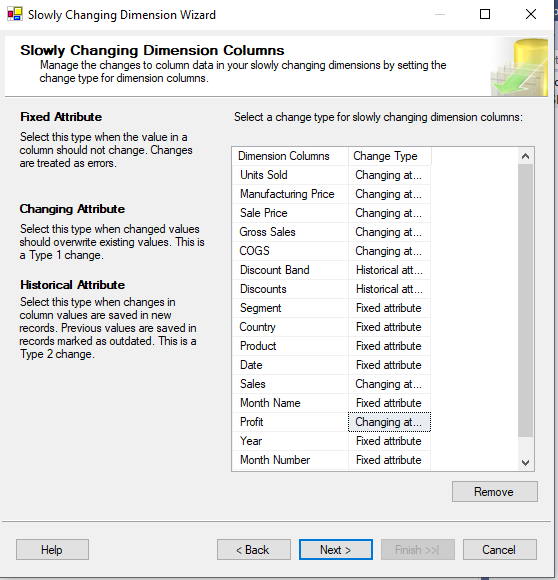 Slowly Changing Dimension Wizard
Slowly Changing Dimension Columns
Manage the changes to column data in your slowly changing dimensions by setting the
change type for dimension columns.
Fixed Attribute
Select this type when the value in a
column should not change. Changes
are treated as errors.
Changing Attribute
Select this type when changed values
should overwrite existing values. This is
a Type 1 change.
Historical Attribute
Select this type when changes in
column values are saved in new
records. Previous values are saved in
records marked as outdated. This is a
Type 2 change.
Select a change type for slowly changing dimension columns:
Dimension Columns Change Type
Units Sold Changing at...
Manufacturing Price Changing at...
Sale Price Changing at...
Gross Sales Changing at...
COGS Changing at...
Discount Band Historical att...
Discounts Historical att...
Segment Fixed attribute
Country Fixed attribute
Product Fixed attribute
Date Fixed attribute
Sales Changing at...
Month Name Fixed attribute
Profit Changing at...
Year Fixed attribute
Month Number Fixed attribute
Remove
Help
< Back
Next >
Finish >>|
Cancel